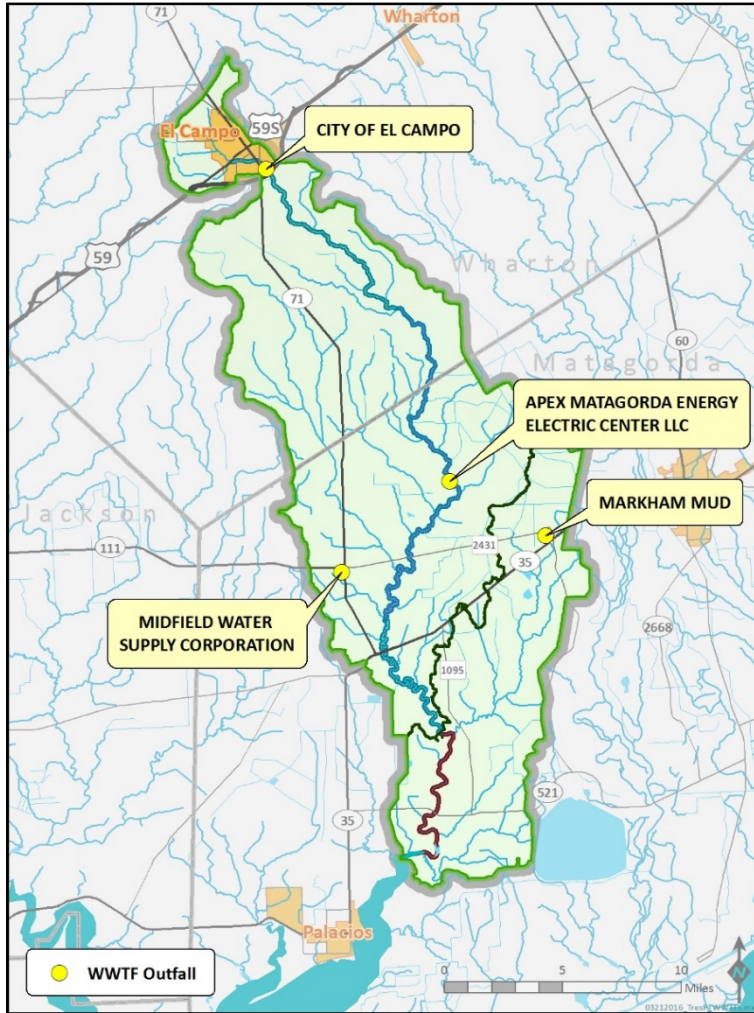 71
Wharton
El Campo
59S
CITY OF EL CAMPO
59
Wharton
71
60
Matagorda
APEX MATAGORDA ENERGY
ELECTRIC CENTER LLC
MARKHAM MUD
Jackson
111
2431
35
MIDFIELD WATER
SUPPLY CORPORATION
2668
1095
521
35
Palacios
WWTF Outfall
0
5
10
Miles
N